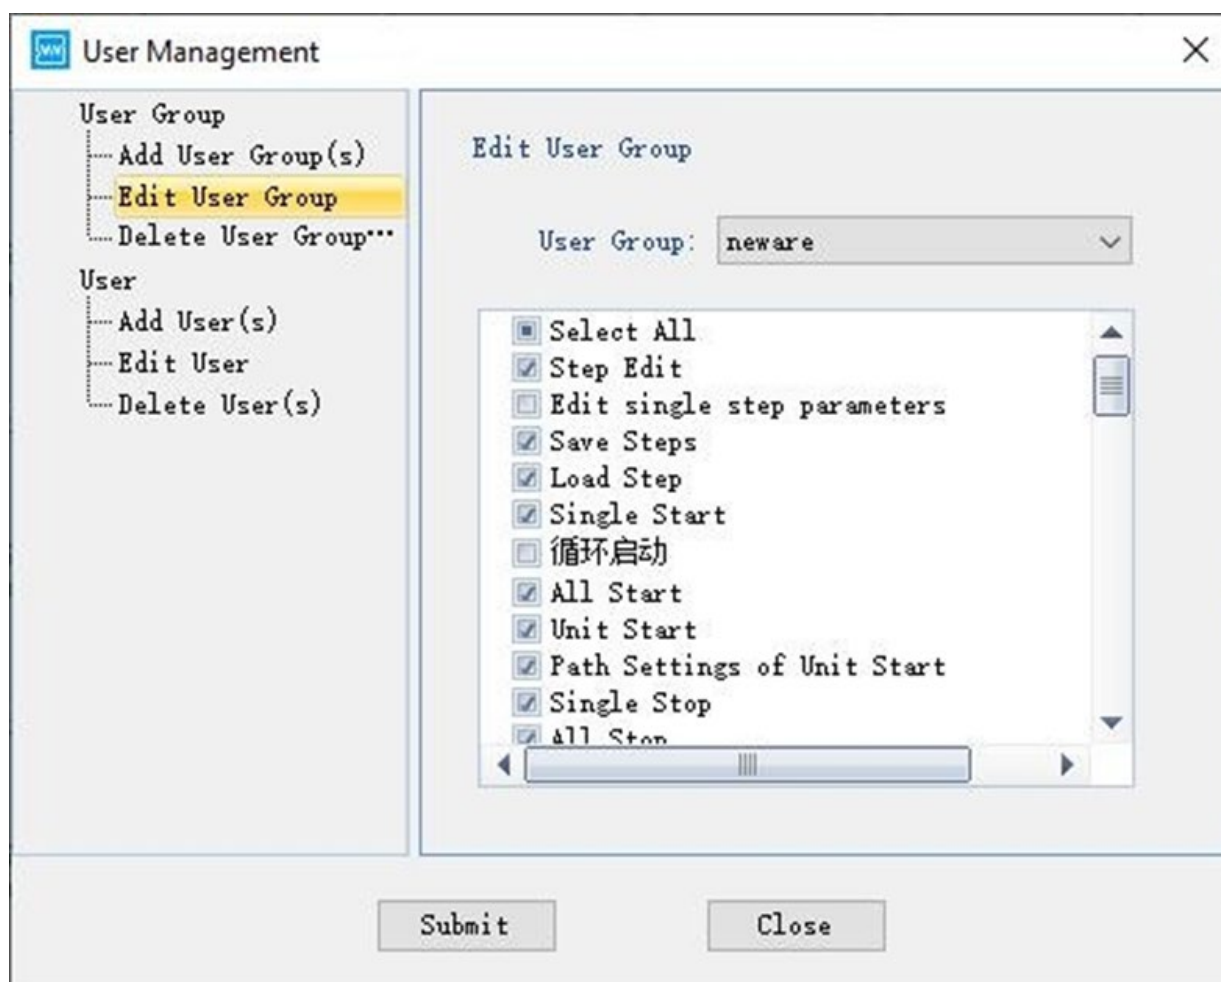 User Management
User Group
Add User Group(s)
Edit User Group
Delete User Group···
User
Add User(s)
Edit User
Delete User(s)
Edit User Group
User Group: neware
Select All
Step Edit
Edit single step parameters
Save Steps
Load Step
Single Start
循环启动
All Start
Unit Start
Path Settings of Unit Start
Single Stop
All Stop
Submit
Close